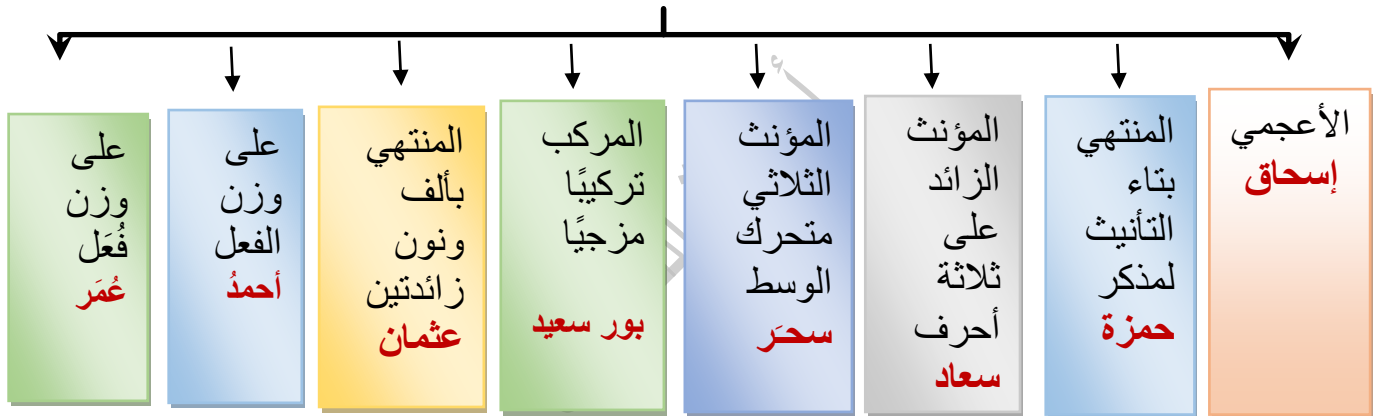 الأعجمي
إسحاق
المنتهي
بتاء
التأنيث
لمذكر
حمزة
المؤنث
الزائد
على
ثلاثة
أحرف
سعاد
المؤنث
الثلاثي
متحرك
الوسط
سحَر
المركب
تركيبًا
مزجيًا
بور سعيد
المنتهي
بألف
ونون
زائدتين
عثمان
على
وزن
الفعل
أحمدُ
على
وزن
فُعَل
عُمَر